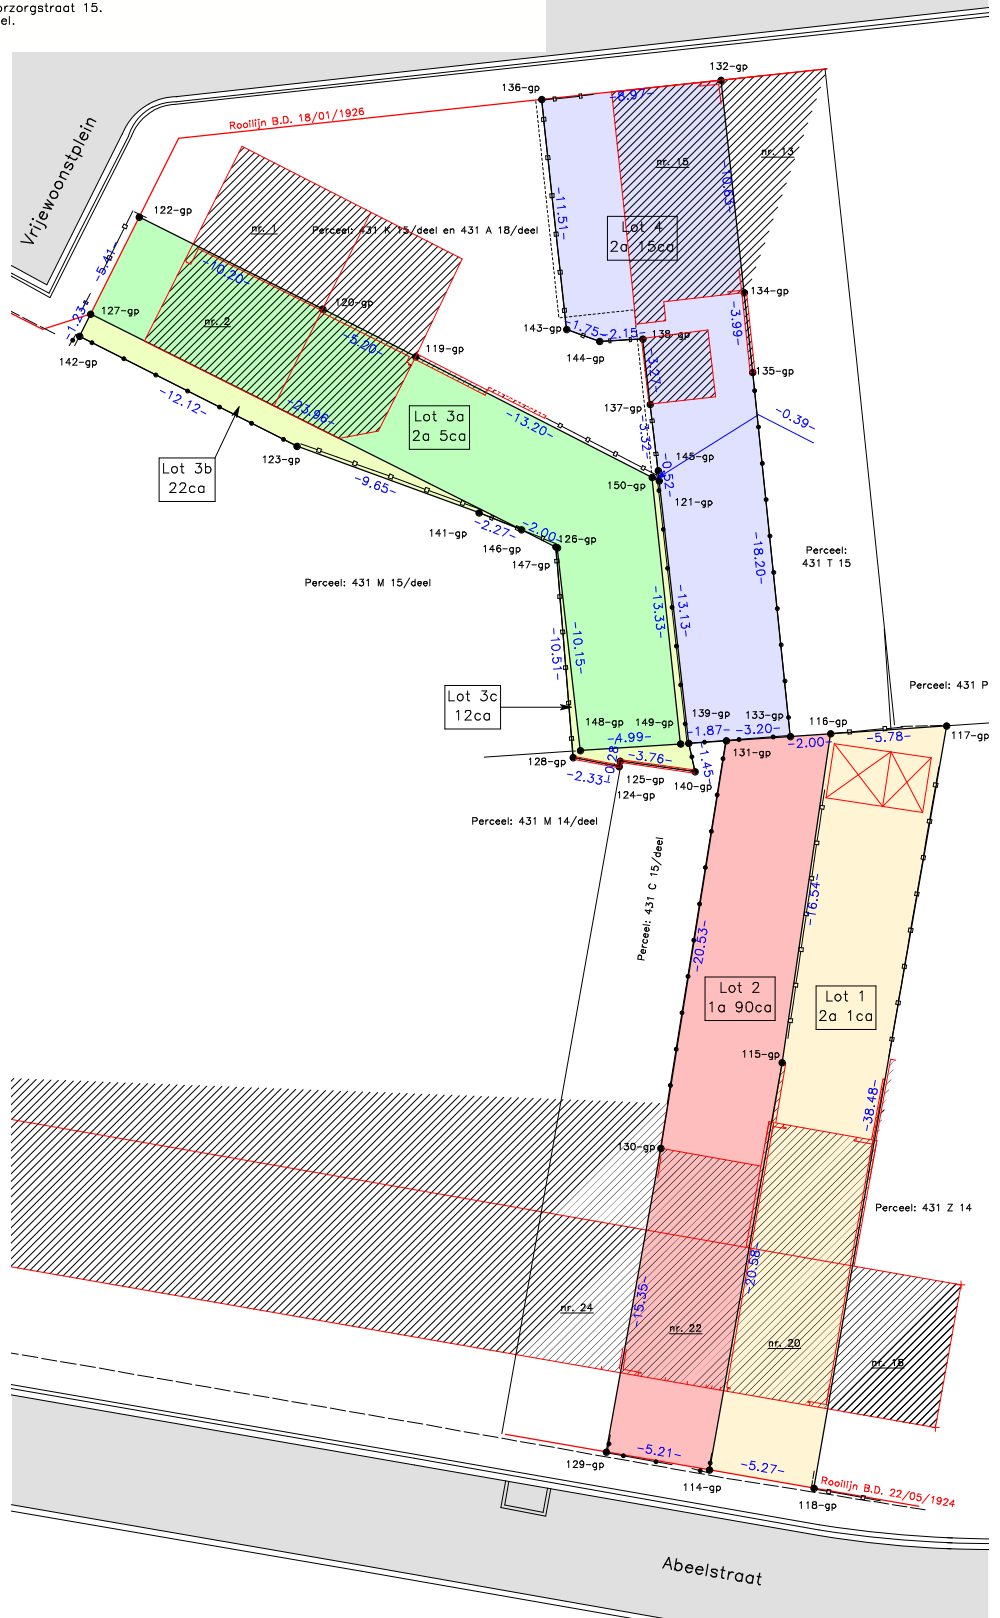 orzorgstraat 15.
el.
132-gp
136-gp
-8.97-
Rooilijn B.D. 18/01/1926
Vrijewoonstplein
nr. 15
nr. 13
-10.63-
122-gp
-11.51-
nr. 1
Perceel: 431 K 15/deel en 431 A 18/deel
Lot 4
2a 15ca
-5.41-
-10.20-
134-gp
127-gp
120-gp
-3.99-
nr. 2
-1.23-
143-gp
-1.75-
-2.15-
138-gp
-5.20-
144-gp
119-gp
142-gp
-3.27-
135-gp
-12.12-
137-gp
-23.96-
Lot 3a
2a 5ca
-13.20-
-0.39-
-3.32-
123-gp
145-gp
Lot 3b
22ca
-0.52-
150-gp
-9.65-
121-gp
141-gp
-2.27-
-2.00-
146-gp
126-gp
147-gp
-18.20-
Perceel:
431 T 15
Perceel: 431 M 15/deel
-13.33-
-13.13-
-10.15-
-10.51-
Perceel: 431 P
Lot 3c
12ca
139-gp
148-gp
149-gp
133-gp
116-gp
-1.87-
-3.20-
-4.99-
-2.00-
-5.78-
117-gp
131-gp
128-gp
-0.28-
-3.76-
-1.45-
-2.33-
125-gp
140-gp
124-gp
Perceel: 431 M 14/deel
Perceel: 431 C 15/deel
-16.54-
-20.53-
Lot 2
1a 90ca
Lot 1
2a 1ca
115-gp
-38.48-
130-gp
Perceel: 431 Z 14
-20.58-
-15.35-
nr. 24
nr. 22
nr. 20
nr. 18
-5.21-
129-gp
-5.27-
114-gp
118-gp
Rooilijn B.D. 22/05/1924
Abeelstraat